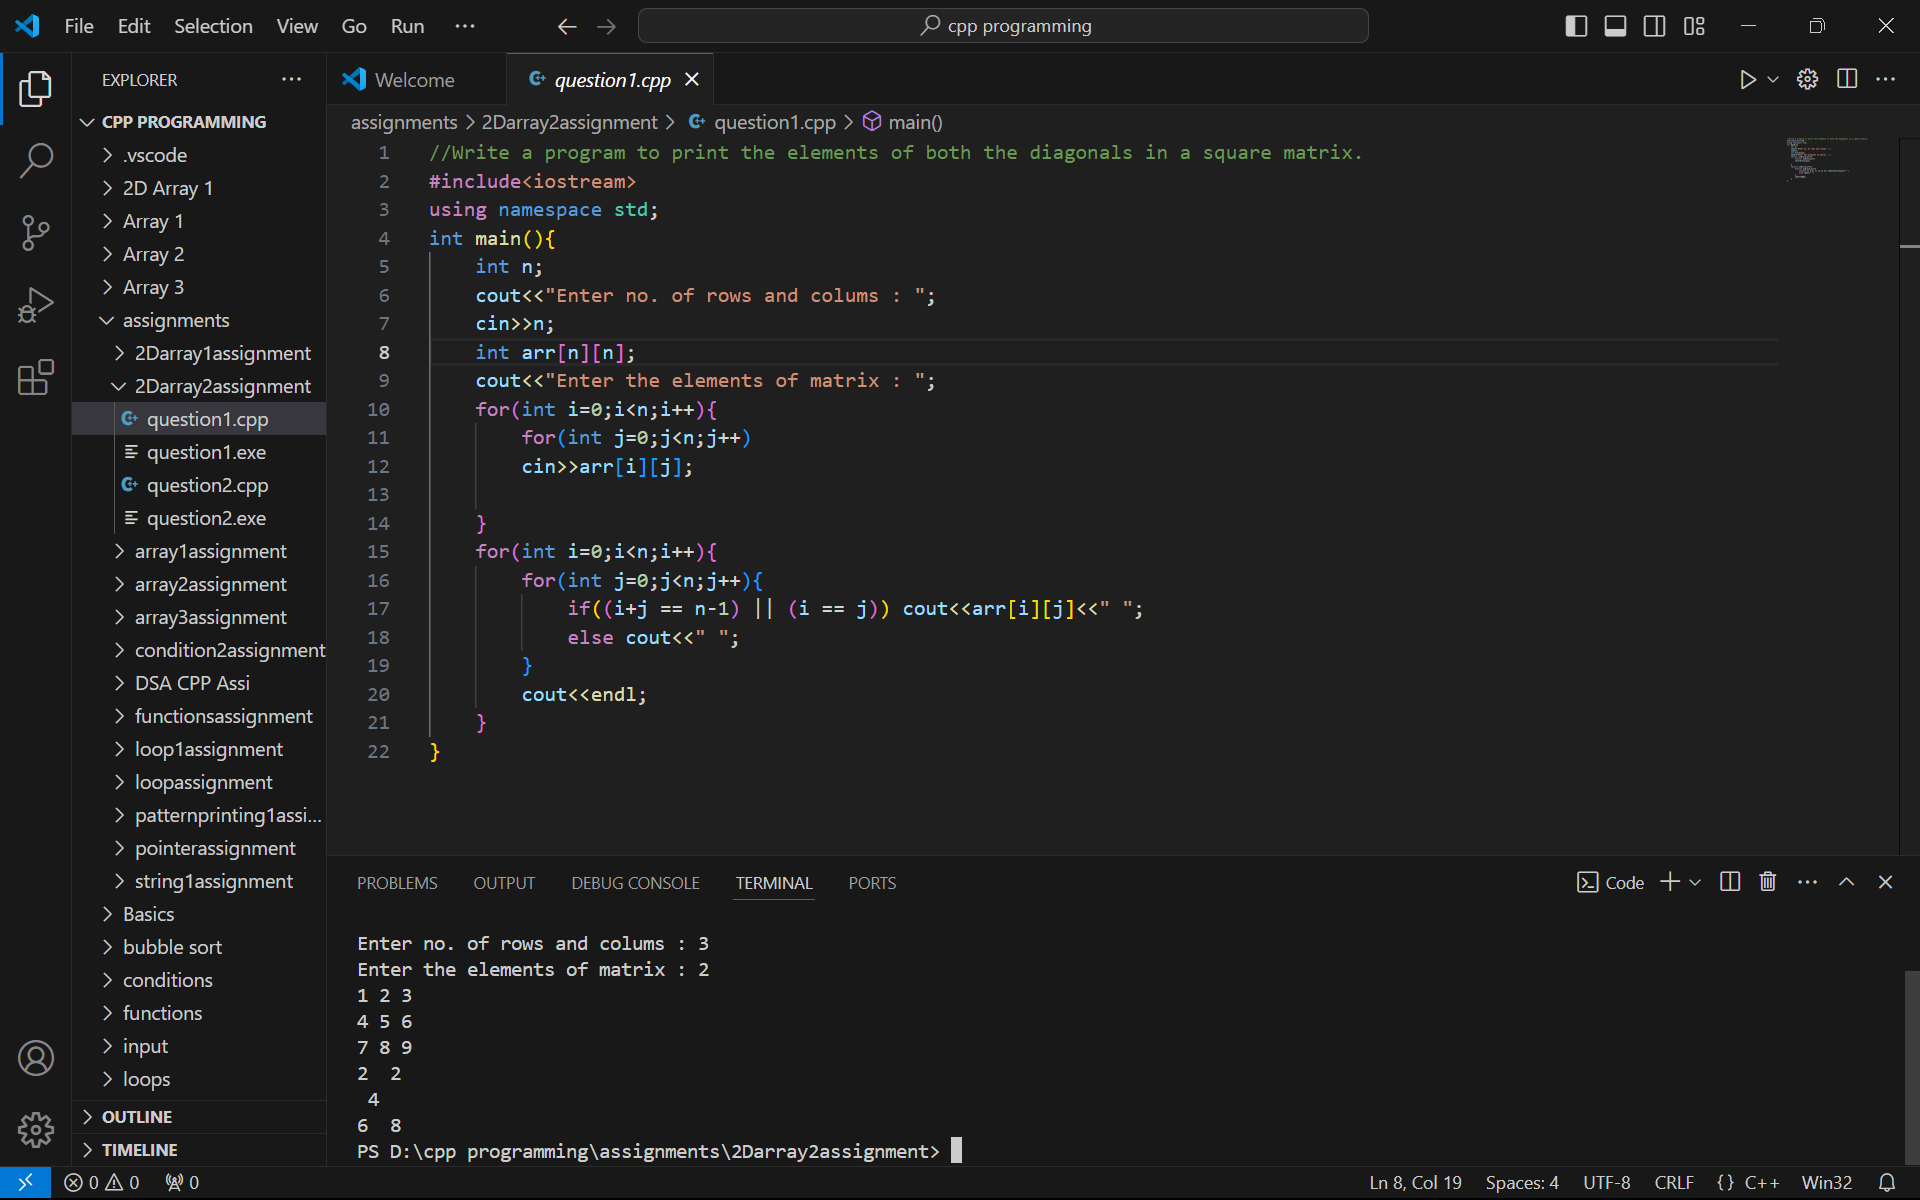 File Edit Selection View Go Run ··· cpp programming
EXPLORER ···
CPP PROGRAMMING
.vscode
2D Array 1
Array 1
Array 2
Array 3
assignments
2Darray1assignment
2Darray2assignment
question1.cpp
question1.exe
question2.cpp
question2.exe
array1assignment
array2assignment
array3assignment
condition2assignment
DSA CPP Assi
functionsassignment
loop1assignment
loopassignment
patternprinting1assi...
pointerassignment
string1assignment
Basics
bubble sort
conditions
functions
input
loops
OUTLINE
TIMELINE
Welcome question1.cpp
assignments > 2Darray2assignment > question1.cpp > main()
1 //Write a program to print the elements of both the diagonals in a square matrix.
2 #include<iostream>
3 using namespace std;
4 int main(){
5 int n;
6 cout<<"Enter no. of rows and colums : ";
7 cin>>n;
8 int arr[n][n];
9 cout<<"Enter the elements of matrix : ";
10 for(int i=0;i<n;i++){
11 for(int j=0;j<n;j++)
12 cin>>arr[i][j];
13
14 }
15 for(int i=0;i<n;i++){
16 for(int j=0;j<n;j++){
17 if((i+j == n-1) || (i == j)) cout<<arr[i][j]<<" ";
18 else cout<<" ";
19 }
20 cout<<endl;
21 }
22 }
PROBLEMS OUTPUT DEBUG CONSOLE TERMINAL PORTS Code
Enter no. of rows and colums : 3
Enter the elements of matrix : 2
1 2 3
4 5 6
7 8 9
2  2
 4
6  8
PS D:\cpp programming\assignments\2Darray2assignment>
0 0 0 Ln 8, Col 19 Spaces: 4 UTF-8 CRLF {} C++ Win32